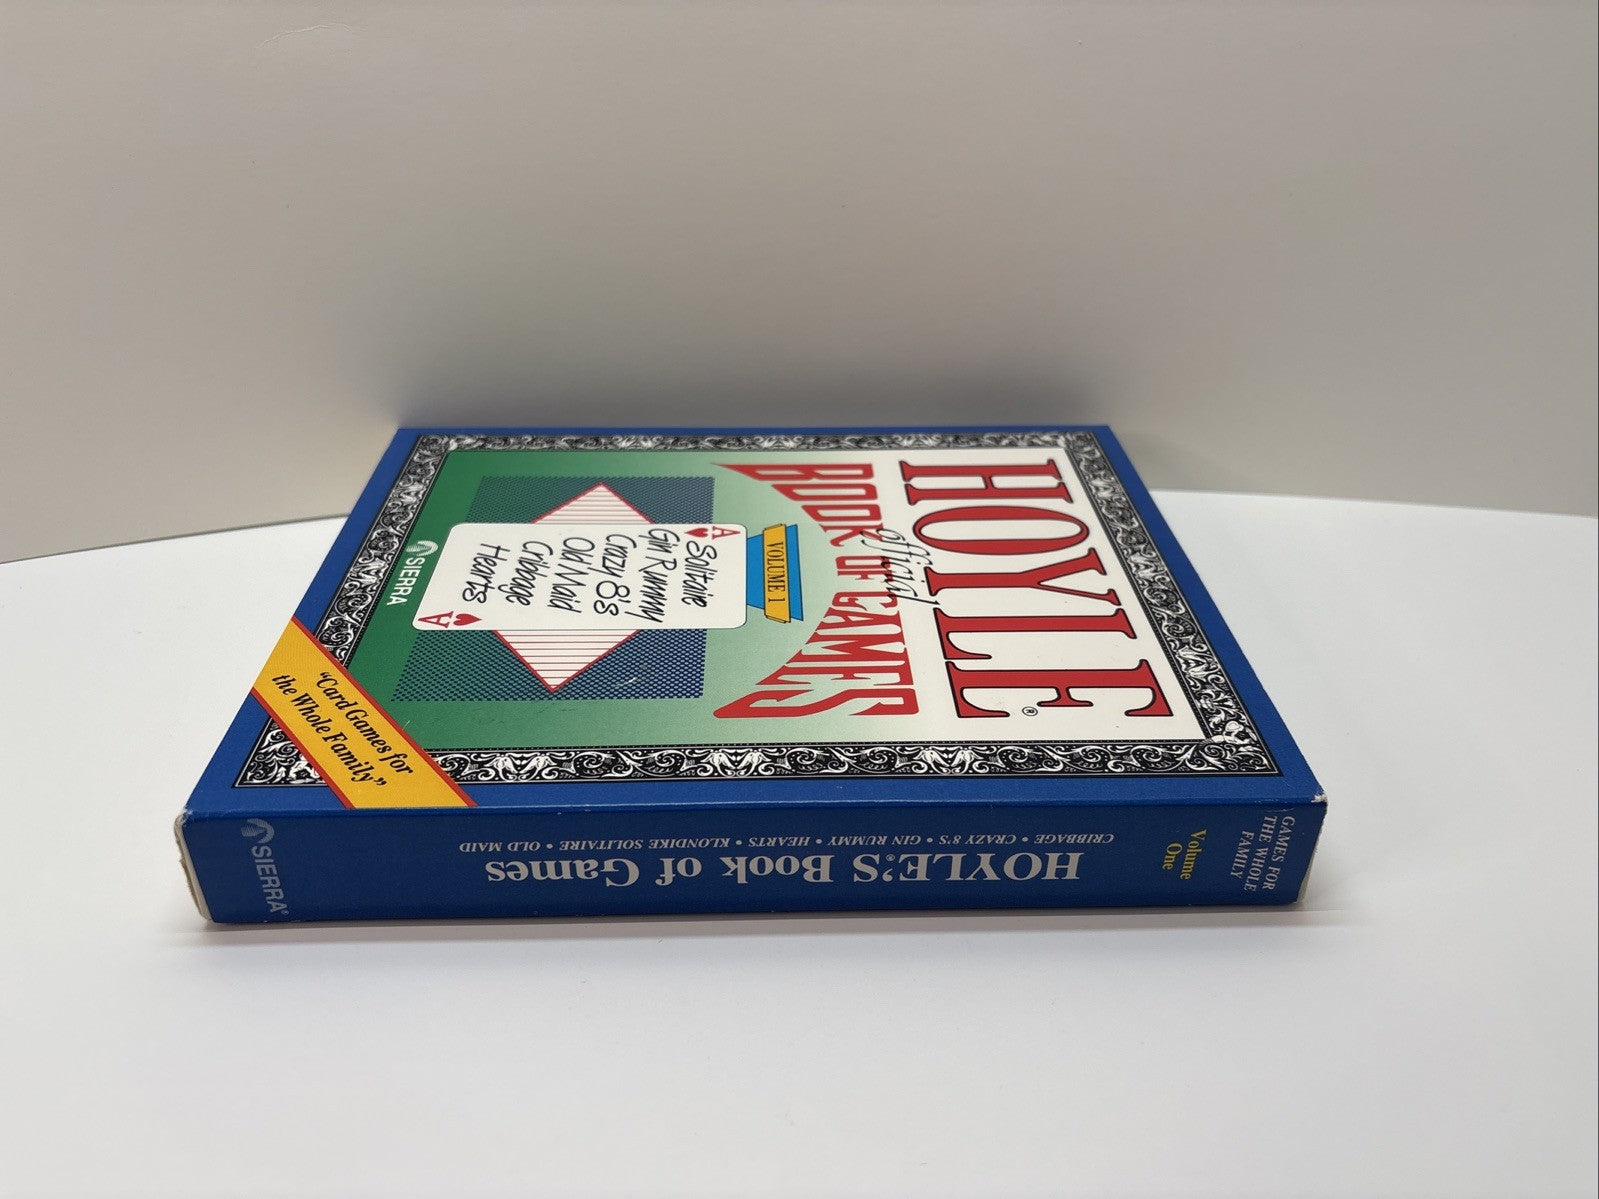 HOYLE®
official
BOOK OF GAMES
VOLUME 1
A
Solitaire
Gin Rummy
Crazy 8's
Old Maid
Cribbage
Hearts
A
SIERRA
"Card Games for
the Whole Family"
GAMES FOR
THE WHOLE
FAMILY
Volume
One
HOYLE'S Book of Games
CRIBBAGE • CRAZY 8'S • GIN RUMMY • HEARTS • KLONDIKE SOLITAIRE • OLD MAID
SIERRA®